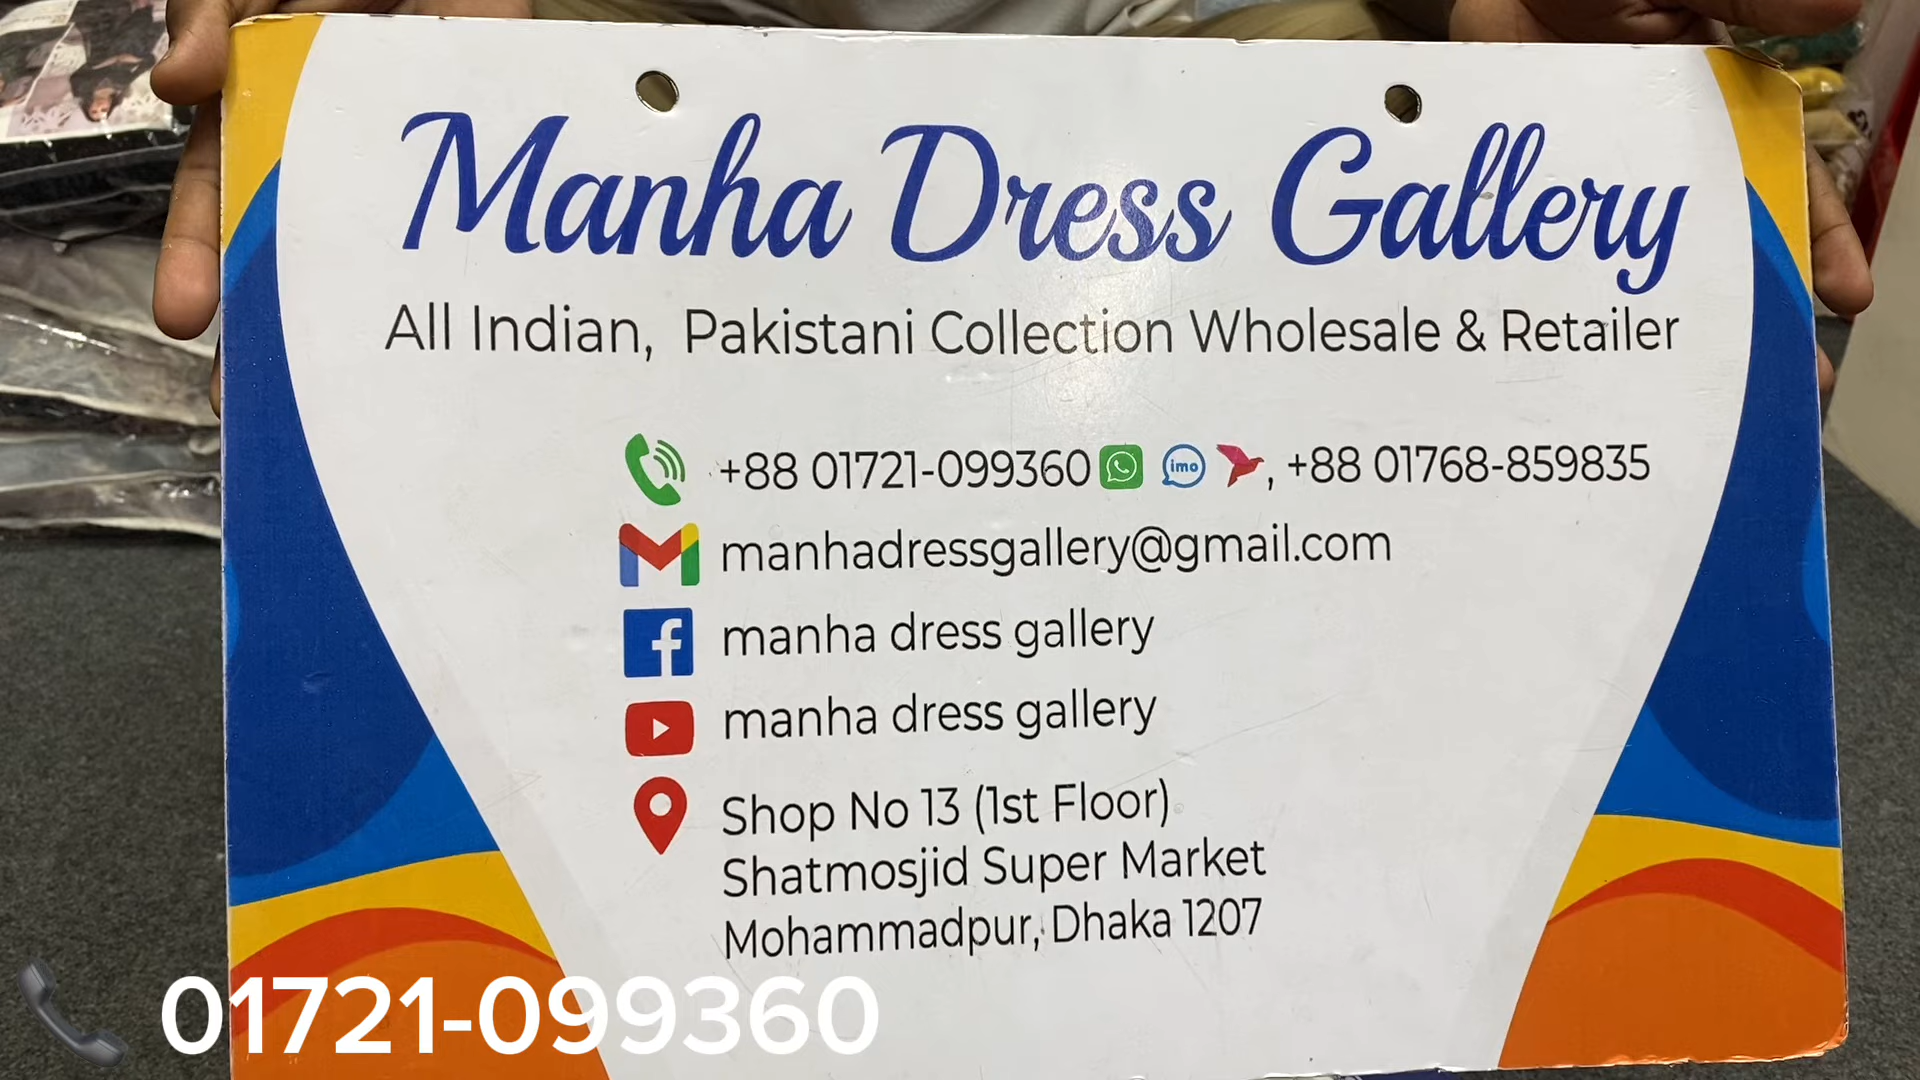 Manha Dress Gallery
All Indian, Pakistani Collection Wholesale & Retailer
+88 01721-099360 imo, +88 01768-859835
manhadressgallery@gmail.com
manha dress gallery
manha dress gallery
Shop No 13 (1st Floor)
Shatmosjid Super Market
Mohammadpur, Dhaka 1207
01721-099360